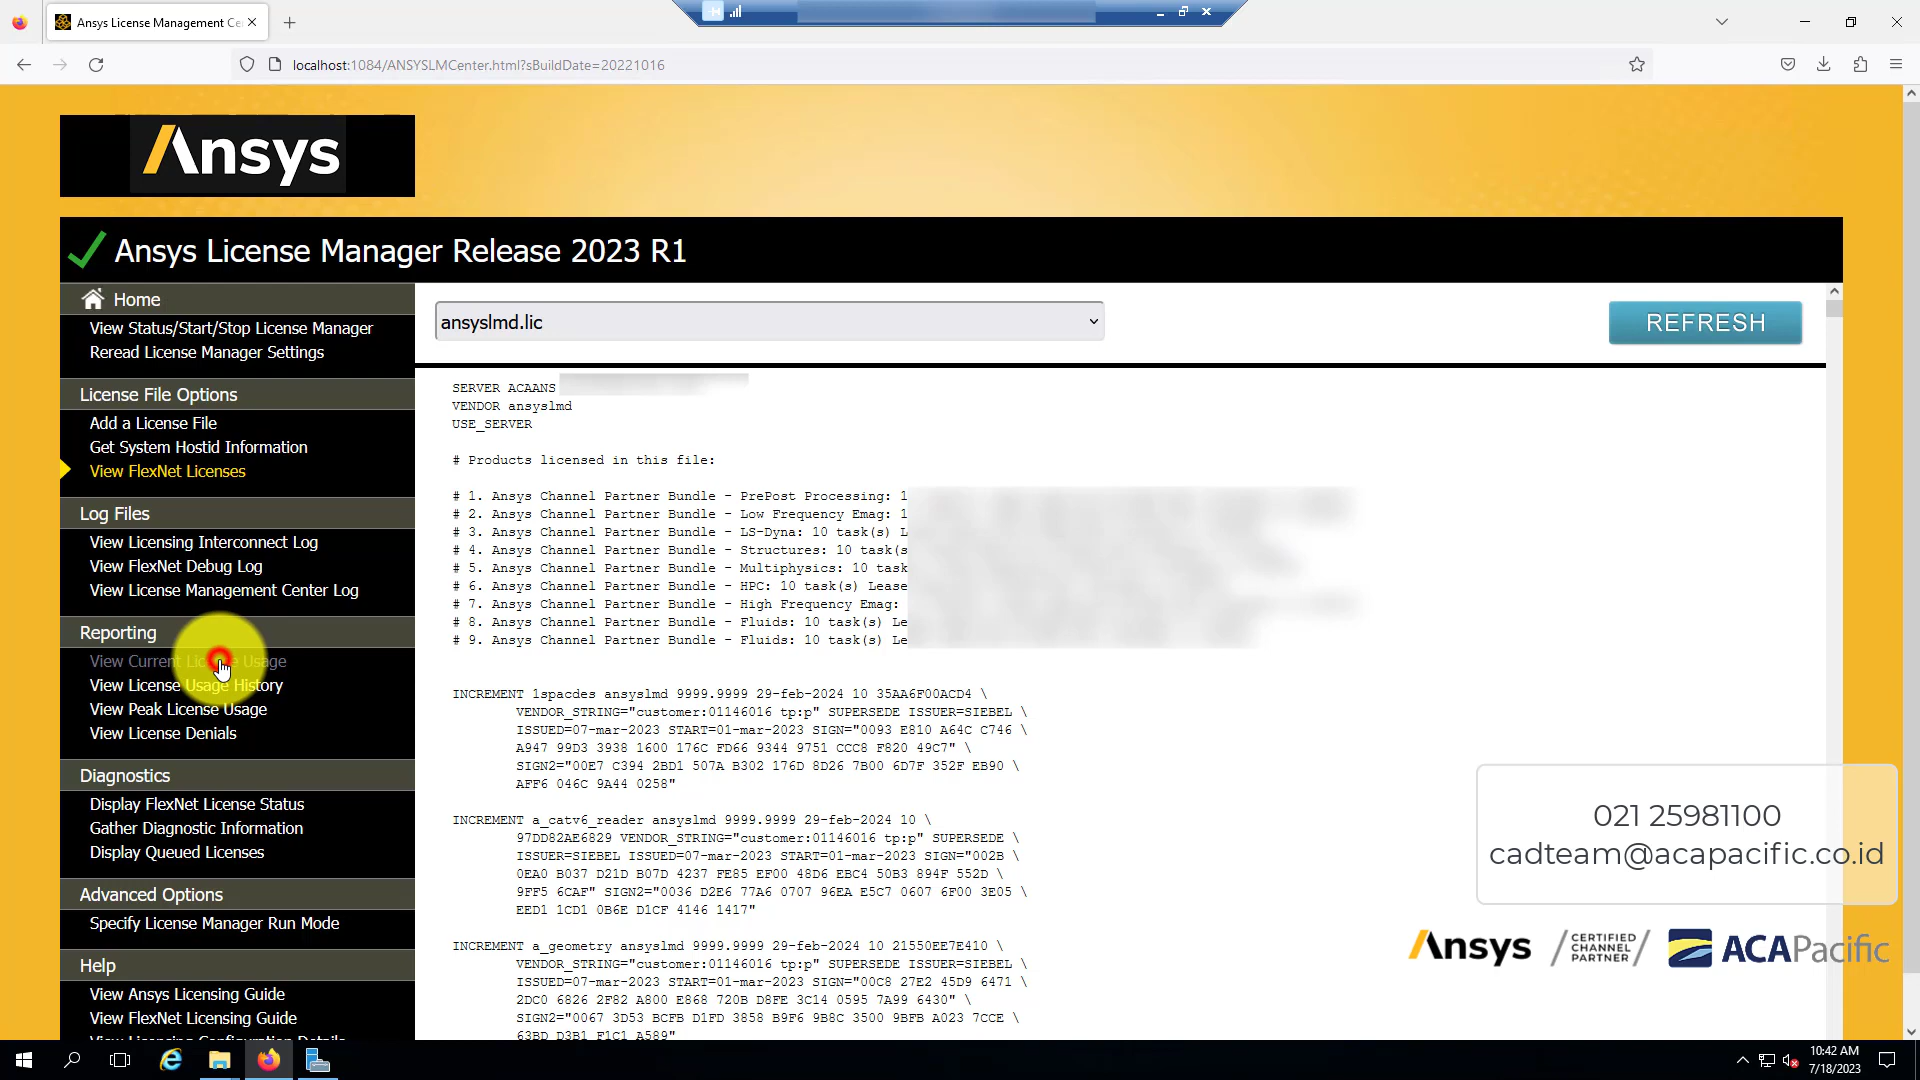 Ansys License Management Ce
localhost:1084/ANSYSLMCenter.html?sBuildDate=20221016
Ansys
Ansys License Manager Release 2023 R1
Home
View Status/Start/Stop License Manager
Reread License Manager Settings
License File Options
Add a License File
Get System Hostid Information
View FlexNet Licenses
Log Files
View Licensing Interconnect Log
View FlexNet Debug Log
View License Management Center Log
Reporting
View Current License Usage
View License Usage History
View Peak License Usage
View License Denials
Diagnostics
Display FlexNet License Status
Gather Diagnostic Information
Display Queued Licenses
Advanced Options
Specify License Manager Run Mode
Help
View Ansys Licensing Guide
View FlexNet Licensing Guide
View Licensing Configuration Details
ansyslmd.lic
REFRESH
SERVER ACAANS
VENDOR ansyslmd
USE_SERVER
# Products licensed in this file:
# 1. Ansys Channel Partner Bundle - PrePost Processing: 1
# 2. Ansys Channel Partner Bundle - Low Frequency Emag: 1
# 3. Ansys Channel Partner Bundle - LS-Dyna: 10 task(s) L
# 4. Ansys Channel Partner Bundle - Structures: 10 task(s
# 5. Ansys Channel Partner Bundle - Multiphysics: 10 task
# 6. Ansys Channel Partner Bundle - HPC: 10 task(s) Lease
# 7. Ansys Channel Partner Bundle - High Frequency Emag:
# 8. Ansys Channel Partner Bundle - Fluids: 10 task(s) Le
# 9. Ansys Channel Partner Bundle - Fluids: 10 task(s) Le
INCREMENT 1spacdes ansyslmd 9999.9999 29-feb-2024 10 35AA6F00ACD4 \
VENDOR_STRING="customer:01146016 tp:p" SUPERSEDE ISSUER=SIEBEL \
ISSUED=07-mar-2023 START=01-mar-2023 SIGN="0093 E810 A64C C746 \
A947 99D3 3938 1600 176C FD66 9344 9751 CCC8 F820 49C7" \
SIGN2="00E7 C394 2BD1 507A B302 176D 8D26 7B00 6D7F 352F EB90 \
AFF6 046C 9A44 0258"
INCREMENT a_catv6_reader ansyslmd 9999.9999 29-feb-2024 10 \
97DD82AE6829 VENDOR_STRING="customer:01146016 tp:p" SUPERSEDE \
ISSUER=SIEBEL ISSUED=07-mar-2023 START=01-mar-2023 SIGN="002B \
0EA0 B037 D21D B07D 4237 FE85 EF00 48D6 EBC4 50B3 894F 552D \
9FF5 6CAF" SIGN2="0036 D2E6 77A6 0707 96EA E5C7 0607 6F00 3E05 \
EED1 1CD1 0B6E D1CF 4146 1417"
INCREMENT a_geometry ansyslmd 9999.9999 29-feb-2024 10 21550EE7E410 \
VENDOR_STRING="customer:01146016 tp:p" SUPERSEDE ISSUER=SIEBEL \
ISSUED=07-mar-2023 START=01-mar-2023 SIGN="00C8 27E2 45D9 6471 \
2DC0 6826 2F82 A800 E868 720B D8FE 3C14 0595 7A99 6430" \
SIGN2="0067 3D53 BCFB D1FD 3858 B9F6 9B8C 3500 9BFB A023 7CCE \
63BD D3B1 F1C1 A589"
021 25981100
cadteam@acapacific.co.id
Ansys
CERTIFIED
CHANNEL
PARTNER
ACAPacific
10:42 AM
7/18/2023